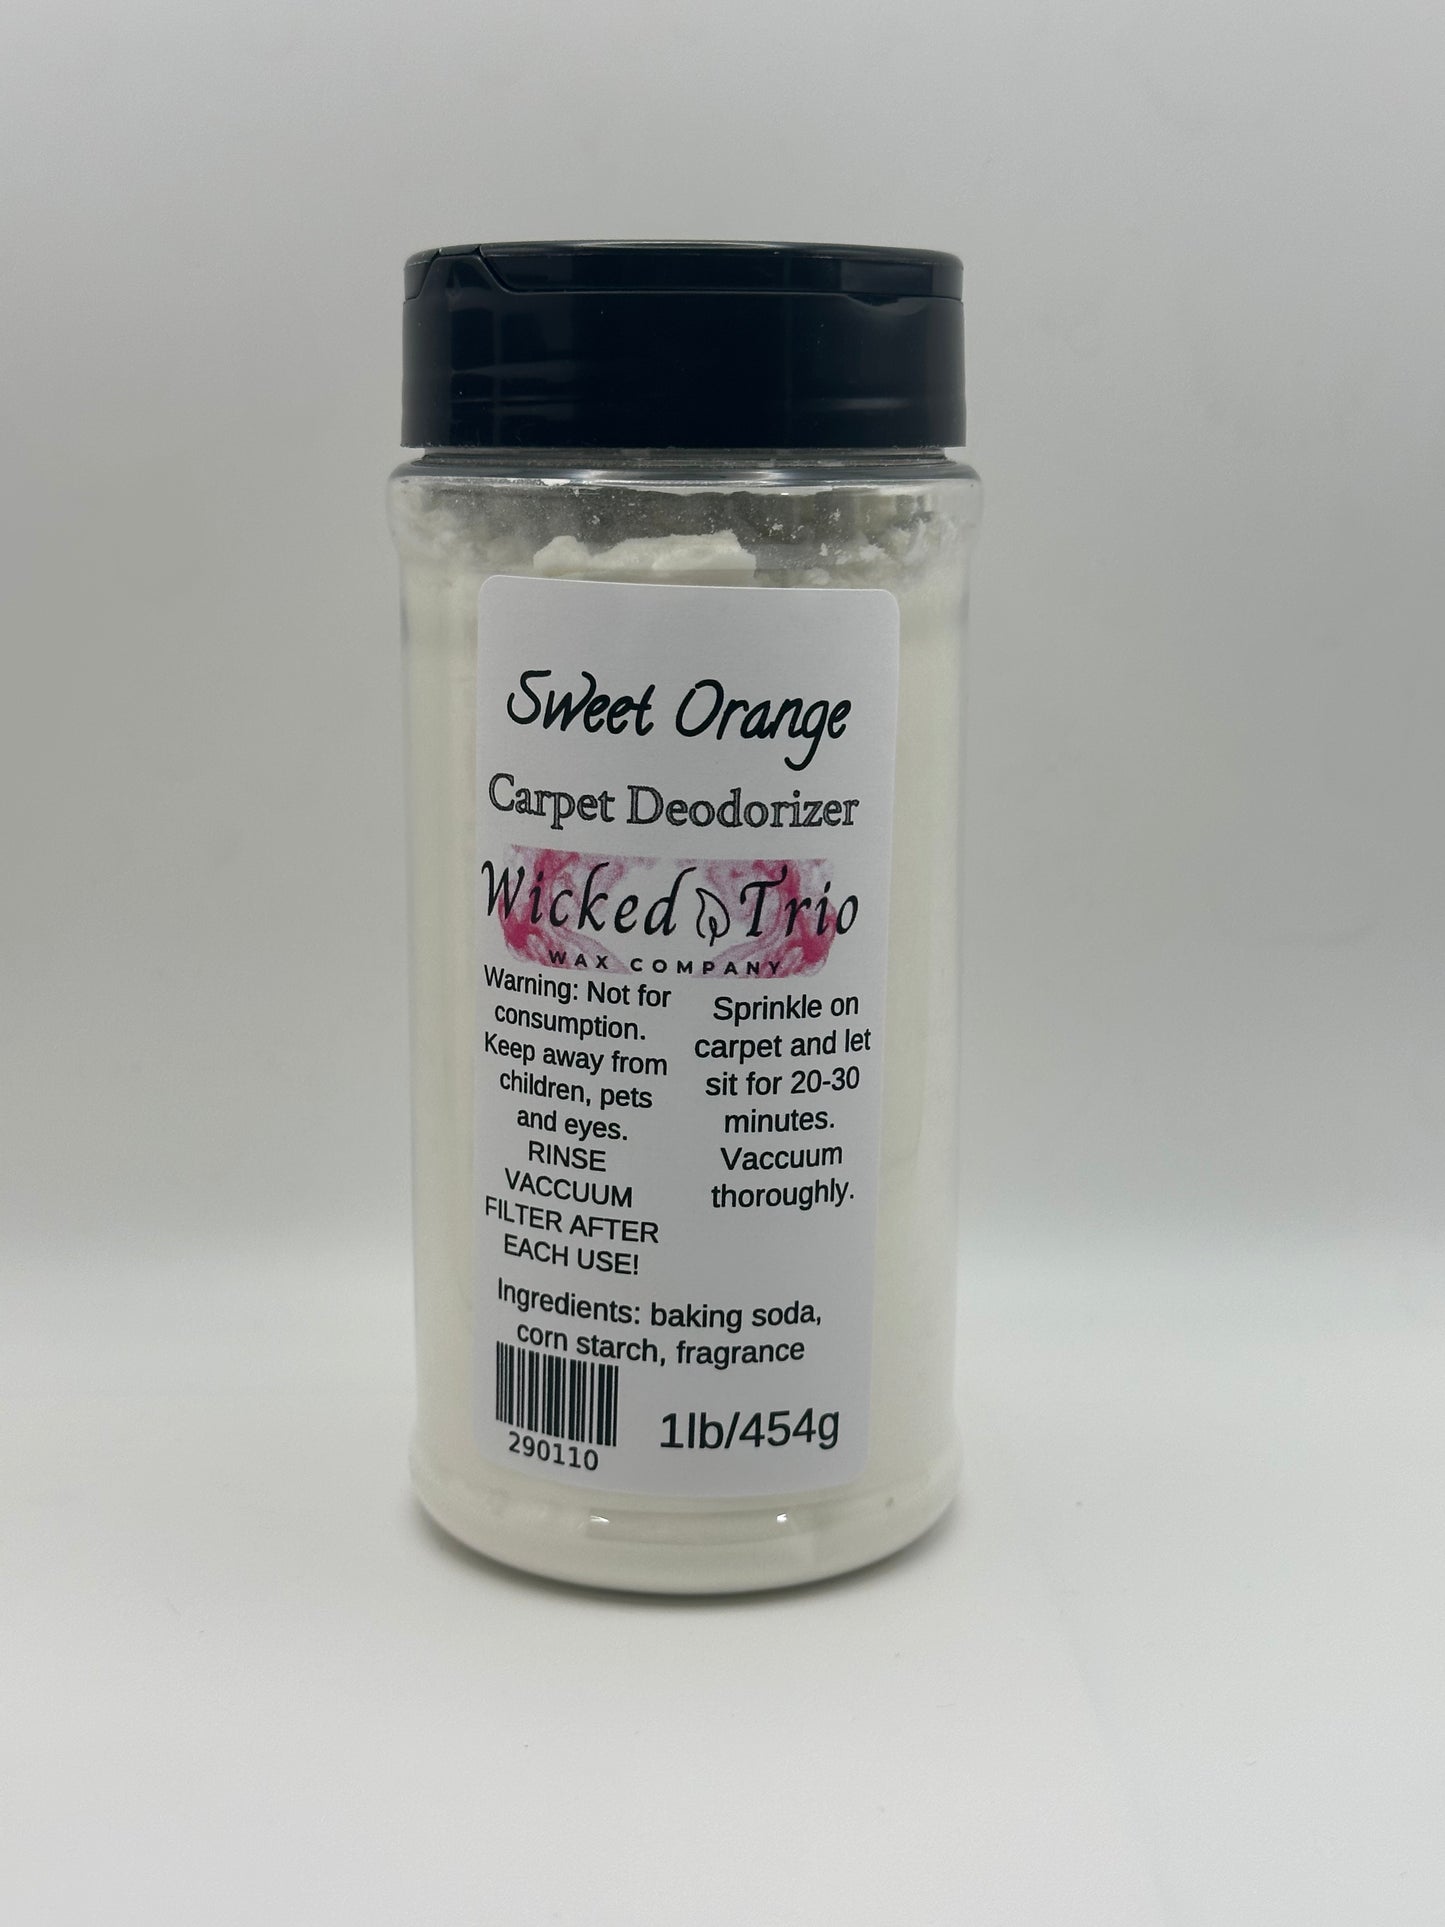 Sweet Orange
Carpet Deodorizer
Wicked Trio
WAX COMPANY
Warning: Not for
consumption.
Keep away from
children, pets
and eyes.
RINSE
VACCUUM
FILTER AFTER
EACH USE!
Sprinkle on
carpet and let
sit for 20-30
minutes.
Vaccuum
thoroughly.
Ingredients: baking soda,
corn starch, fragrance
290110
1lb/454g